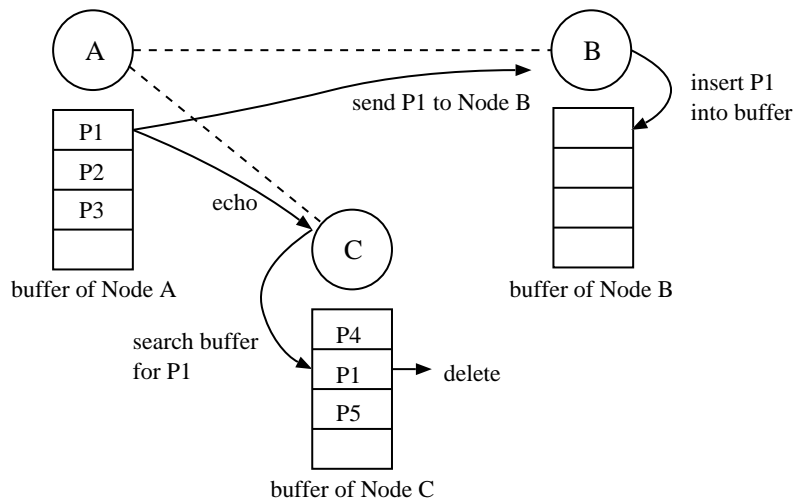 A
B
insert P1
into buffer
send P1 to Node B
P1
P2
P3
echo
C
buffer of Node A
buffer of Node B
search buffer
for P1
P4
P1
delete
P5
buffer of Node C